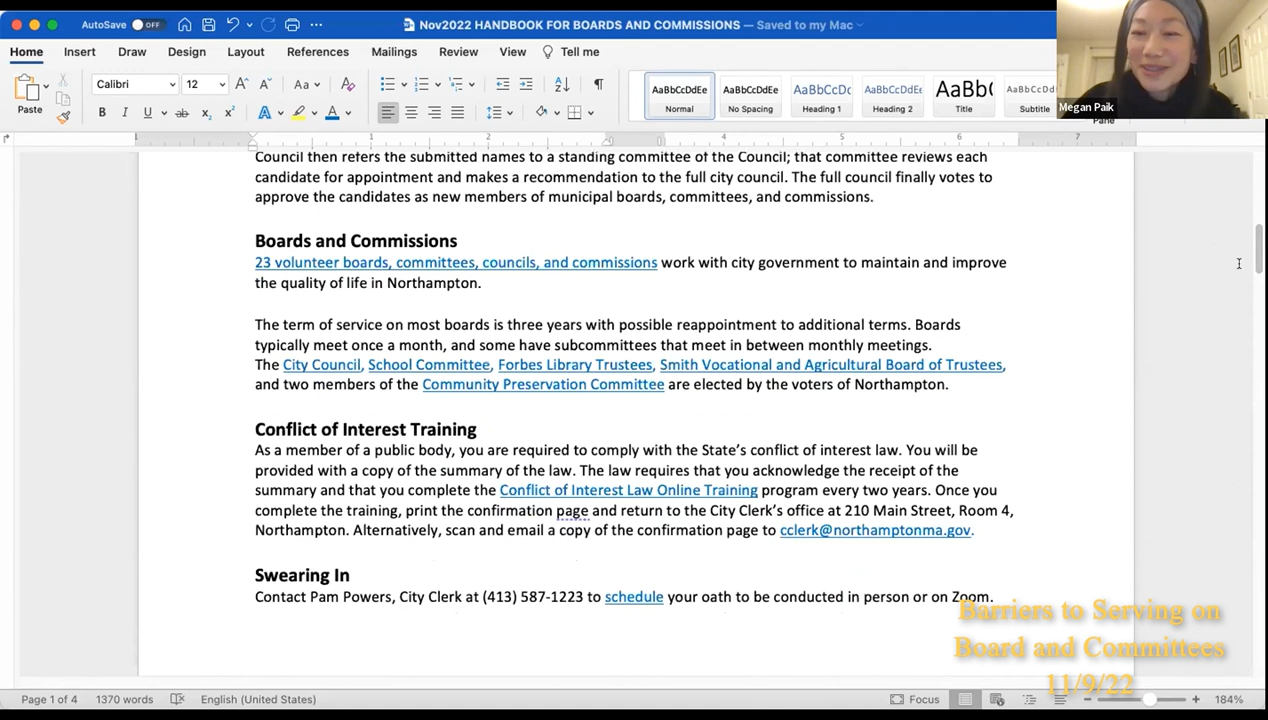 AutoSave OFF
Nov2022 HANDBOOK FOR BOARDS AND COMMISSIONS — Saved to my Mac
Home Insert Draw Design Layout References Mailings Review View Tell me
Paste
Calibri 12
AaBbCcDdEe AaBbCcDdEe AaBbCcDc AaBbCcDdEe AaBb( AaBbCcDdEe
Normal No Spacing Heading 1 Heading 2 Title Subtitle
Pane
Megan Paik
1 1 2 3 4 5 6 7
Council then refers the submitted names to a standing committee of the Council; that committee reviews each
candidate for appointment and makes a recommendation to the full city council. The full council finally votes to
approve the candidates as new members of municipal boards, committees, and commissions.
Boards and Commissions
23 volunteer boards, committees, councils, and commissions work with city government to maintain and improve
the quality of life in Northampton.
The term of service on most boards is three years with possible reappointment to additional terms. Boards
typically meet once a month, and some have subcommittees that meet in between monthly meetings.
The City Council, School Committee, Forbes Library Trustees, Smith Vocational and Agricultural Board of Trustees,
and two members of the Community Preservation Committee are elected by the voters of Northampton.
Conflict of Interest Training
As a member of a public body, you are required to comply with the State's conflict of interest law. You will be
provided with a copy of the summary of the law. The law requires that you acknowledge the receipt of the
summary and that you complete the Conflict of Interest Law Online Training program every two years. Once you
complete the training, print the confirmation page and return to the City Clerk's office at 210 Main Street, Room 4,
Northampton. Alternatively, scan and email a copy of the confirmation page to cclerk@northamptonma.gov.
Swearing In
Contact Pam Powers, City Clerk at (413) 587-1223 to schedule your oath to be conducted in person or on Zoom.
Barriers to Serving on
Board and Committees
11/9/22
Page 1 of 4 1370 words English (United States) Focus 184%